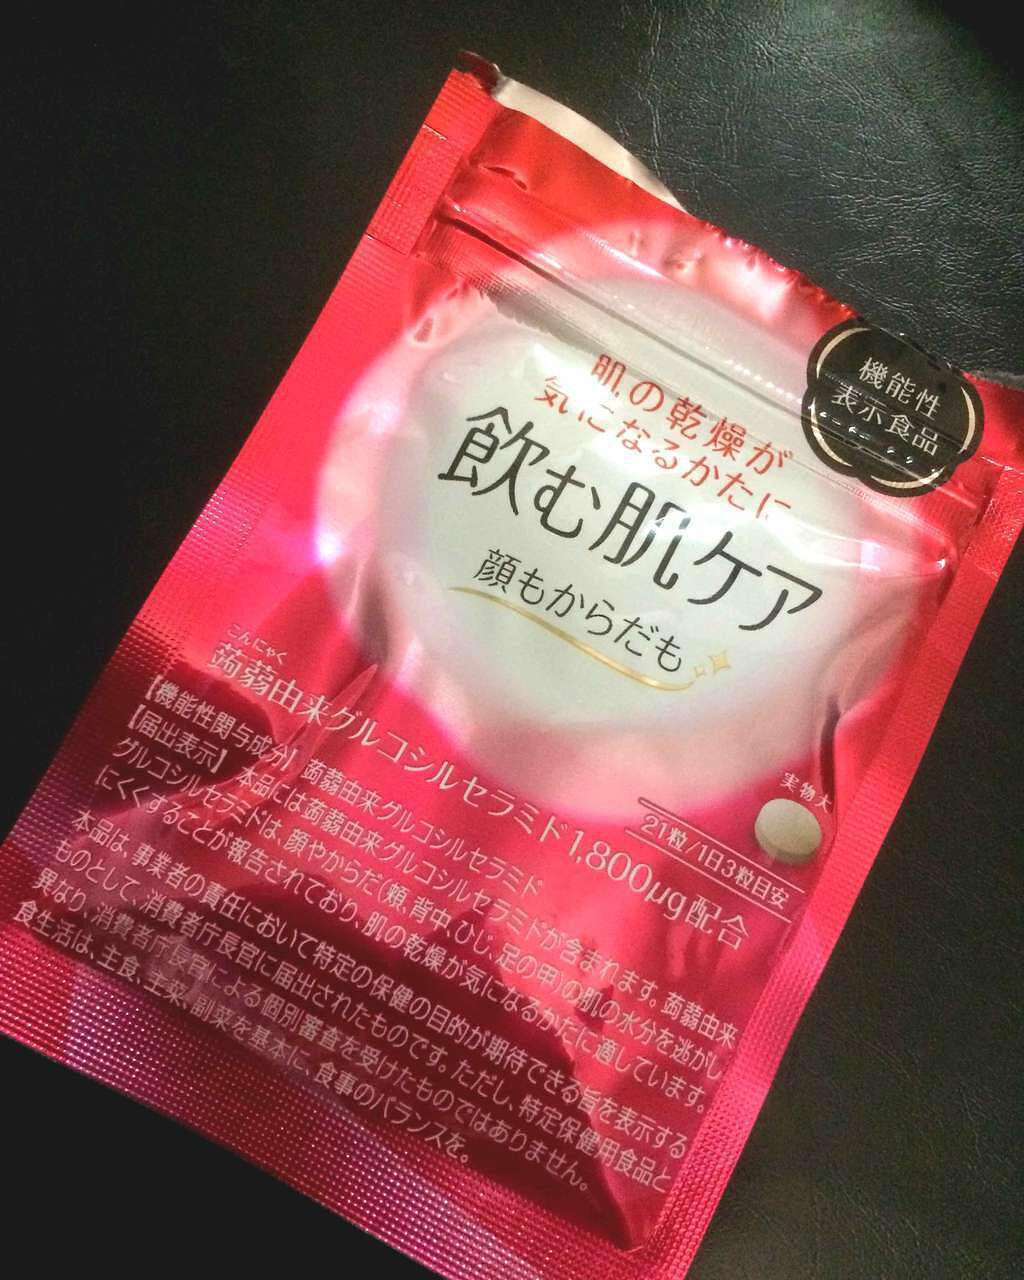 機能性
表示食品
肌の乾燥が
気になるかたに
飲む肌ケア
顔もからだも
実物大
21粒/1日3粒目安
こんにゃく
蒟蒻由来グルコシルセラミド1,800μg配合
【機能性関与成分】蒟蒻由来グルコシルセラミド
【届出表示】本品には蒟蒻由来グルコシルセラミドが含まれます。蒟蒻由来
グルコシルセラミドは、顔やからだ(頬、背中、ひじ、足の甲)の肌の水分を逃がし
にくくすることが報告されており、肌の乾燥が気になるかたに適しています。
本品は、事業者の責任において特定の保健の目的が期待できる旨を表示する
ものとして、消費者庁長官に届出されたものです。ただし、特定保健用食品と
異なり、消費者庁長官による個別審査を受けたものではありません。
食生活は、主食、主菜、副菜を基本に、食事のバランスを。